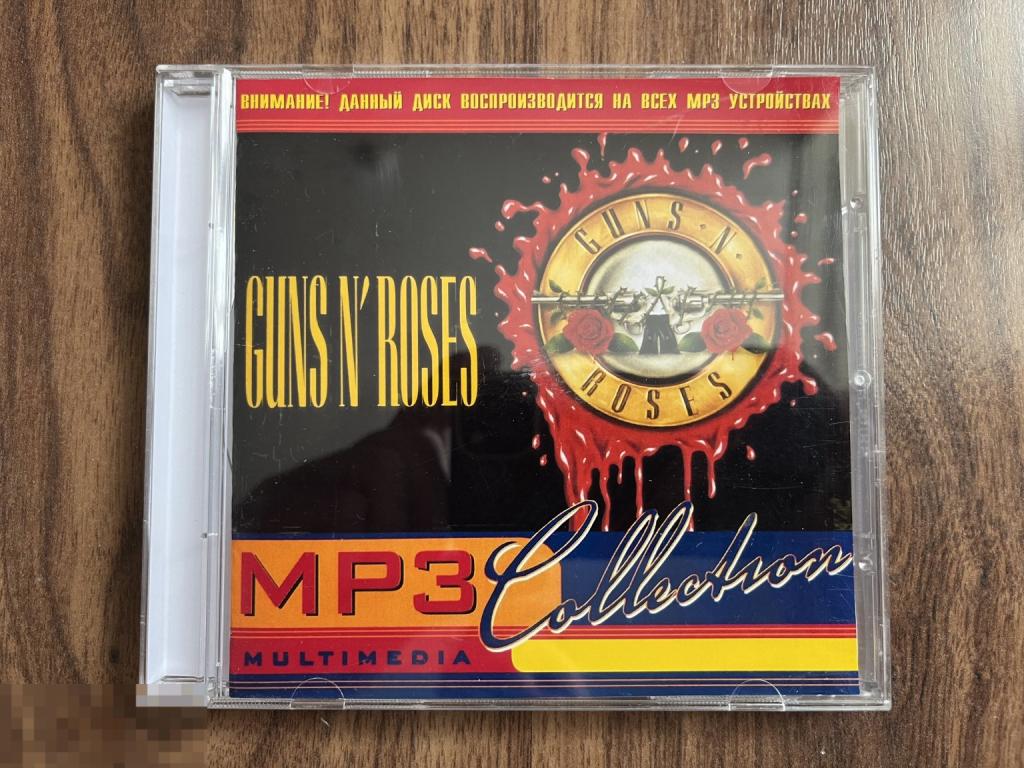 ВНИМАНИЕ! ДАННЫЙ ДИСК ВОСПРОИЗВОДИТСЯ НА ВСЕХ MP3 УСТРОЙСТВАХ
GUNS·N·
ROSES
GUNS N' ROSES
MP3 Collection
MULTIMEDIA